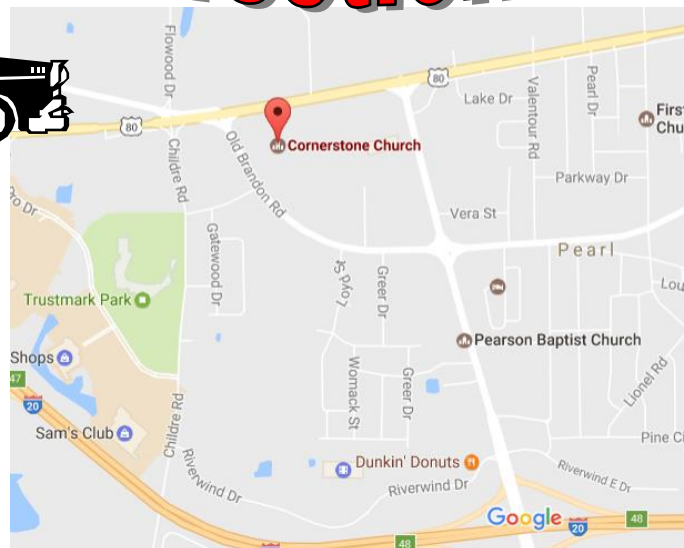 Flowood Dr
80
Lake Dr
Valentour Rd
Pearl Dr
First
Chu
80
Cornerstone Church
Old Brandon Rd
Childre Rd
Parkway Dr
Vera St
Pearl
Gatewood Dr
Loyd St
Greer Dr
Trustmark Park
Lou
Pearson Baptist Church
Shops
47
20
Womack St
Greer Dr
Lionel Rd
Childre Rd
Sam's Club
Pine Ci
Dunkin' Donuts
Riverwind Dr
Riverwind Dr
Riverwind E Dr
Google
20
48
48